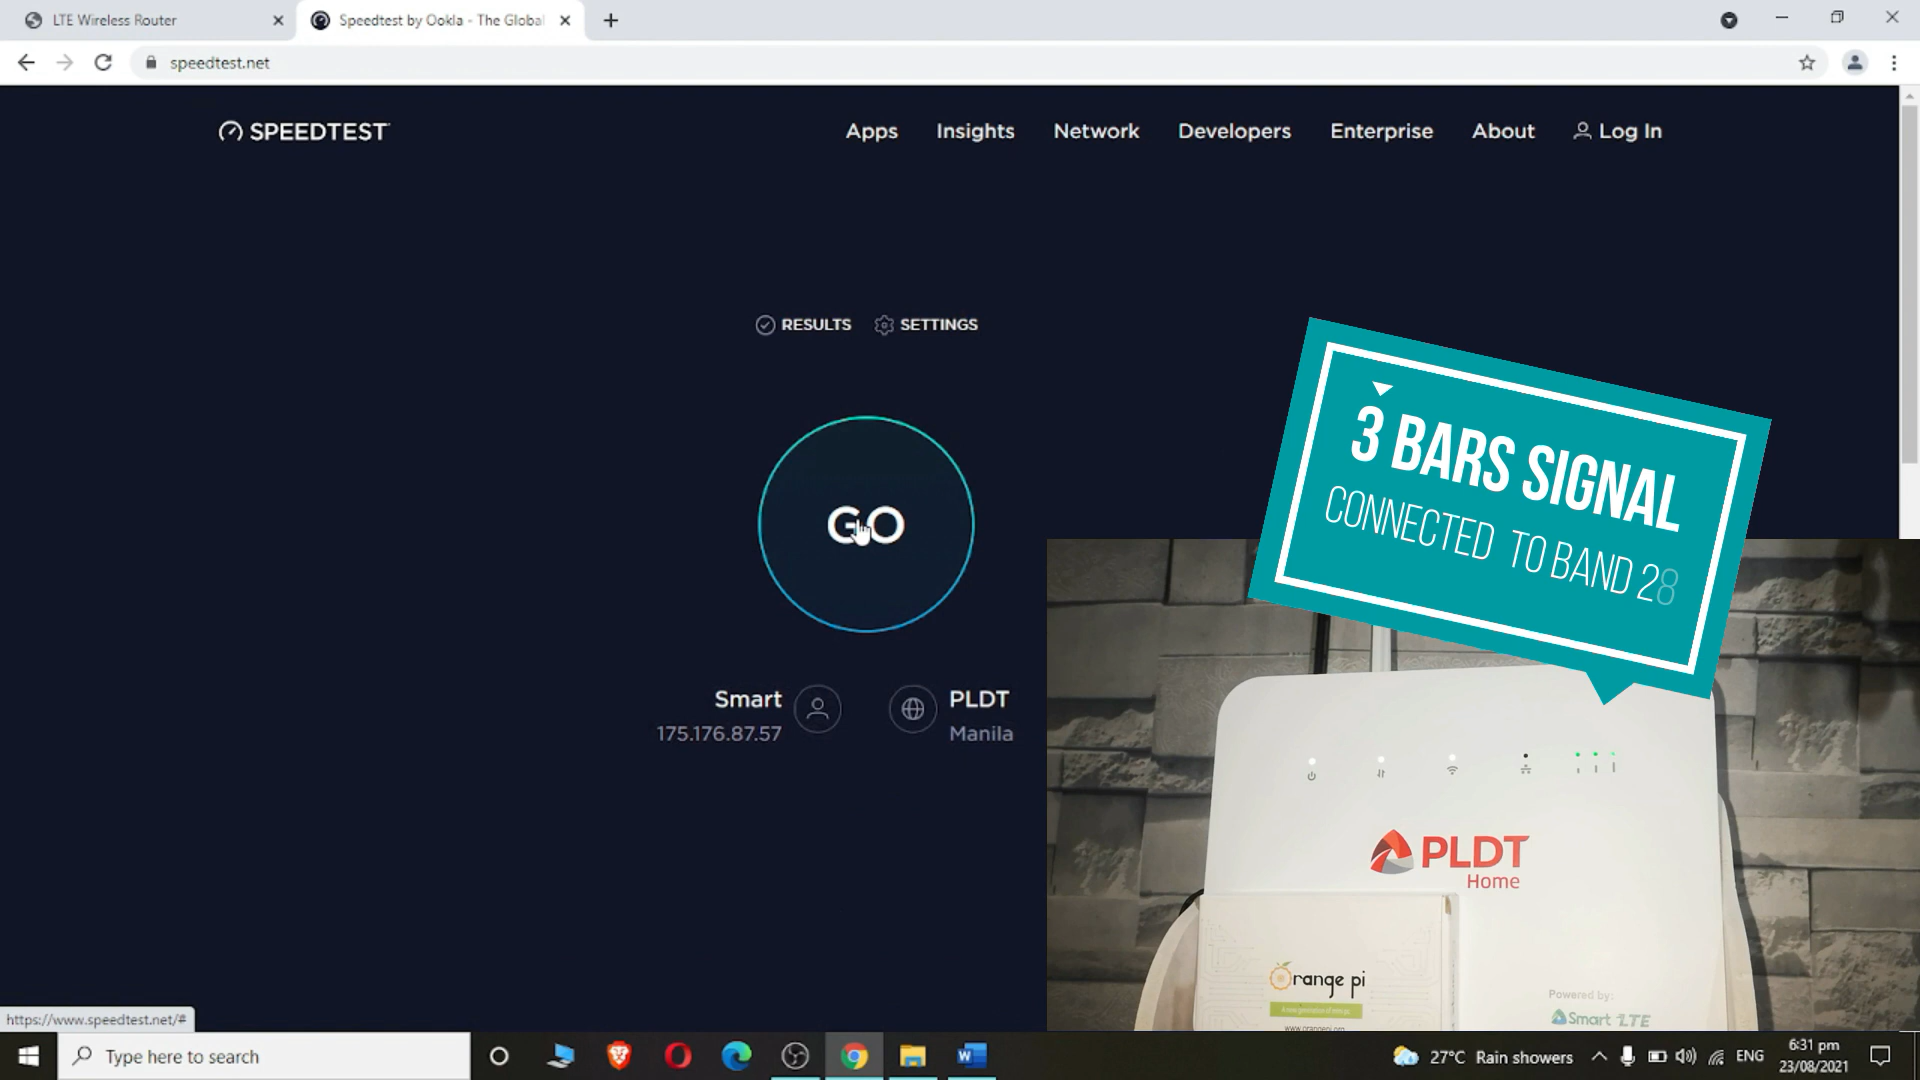 LTE Wireless Router
Speedtest by Ookla - The Global
speedtest.net
SPEEDTEST
Apps
Insights
Network
Developers
Enterprise
About
Log In
RESULTS
SETTINGS
GO
Smart
175.176.87.57
PLDT
Manila
3 BARS SIGNAL
CONNECTED TO BAND 28
PLDT
Home
Orange pi
www.orangepi.org
Powered by:
Smart LTE
https://www.speedtest.net/#
Type here to search
27°C Rain showers
ENG
6:31 pm
23/08/2021